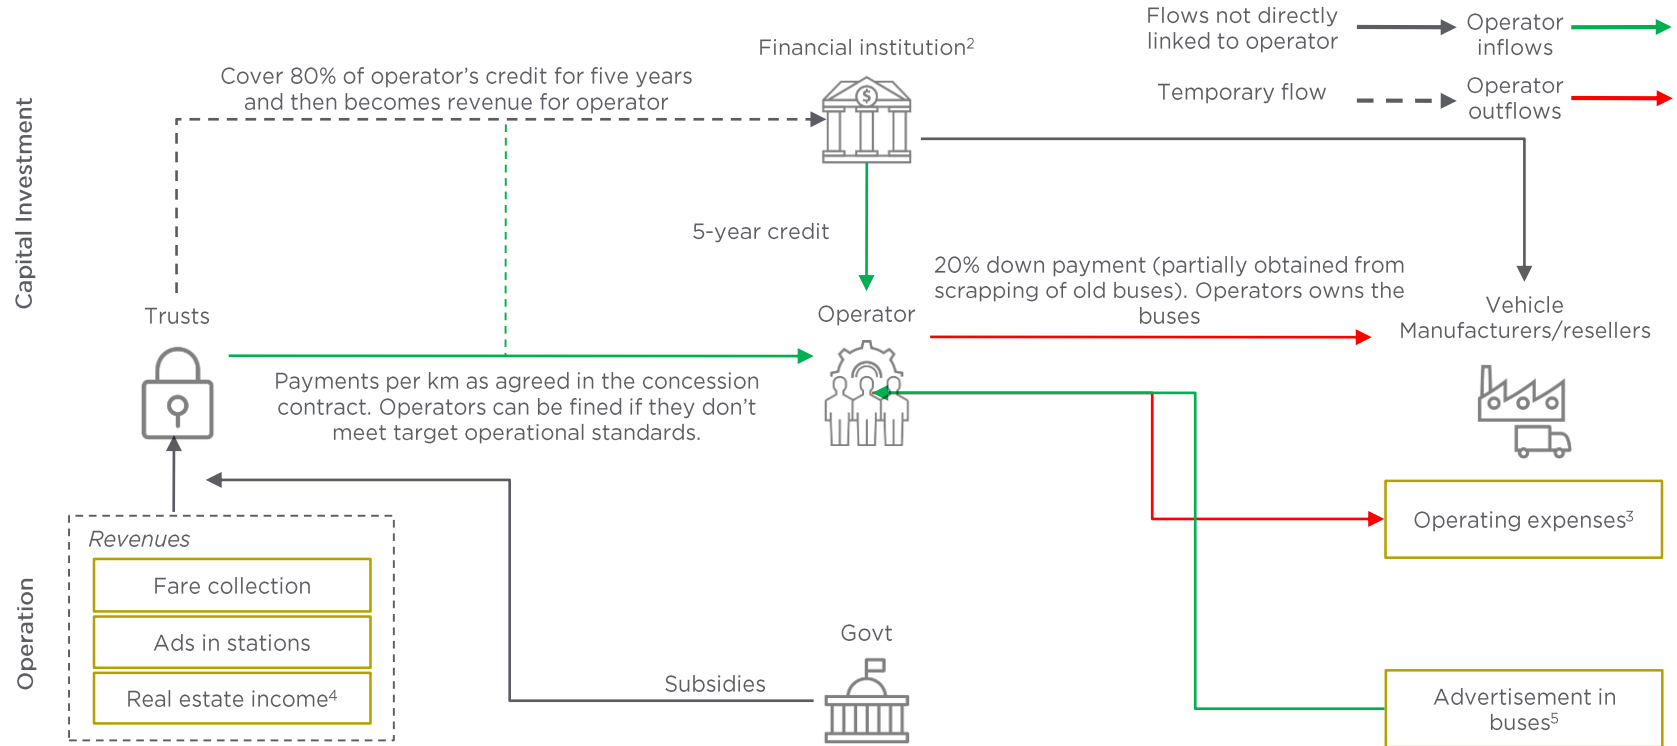 Flows not directly
linked to operator
Operator
inflows
Temporary flow
Operator
outflows
Capital Investment
Financial institution²
Cover 80% of operator's credit for five years
and then becomes revenue for operator
$
5-year credit
20% down payment (partially obtained from
scrapping of old buses). Operators owns the
buses
Trusts
Operator
Vehicle
Manufacturers/resellers
Payments per km as agreed in the concession
contract. Operators can be fined if they don't
meet target operational standards.
Operation
Revenues
Fare collection
Ads in stations
Real estate income⁴
Operating expenses³
Govt
Subsidies
Advertisement in
buses⁵